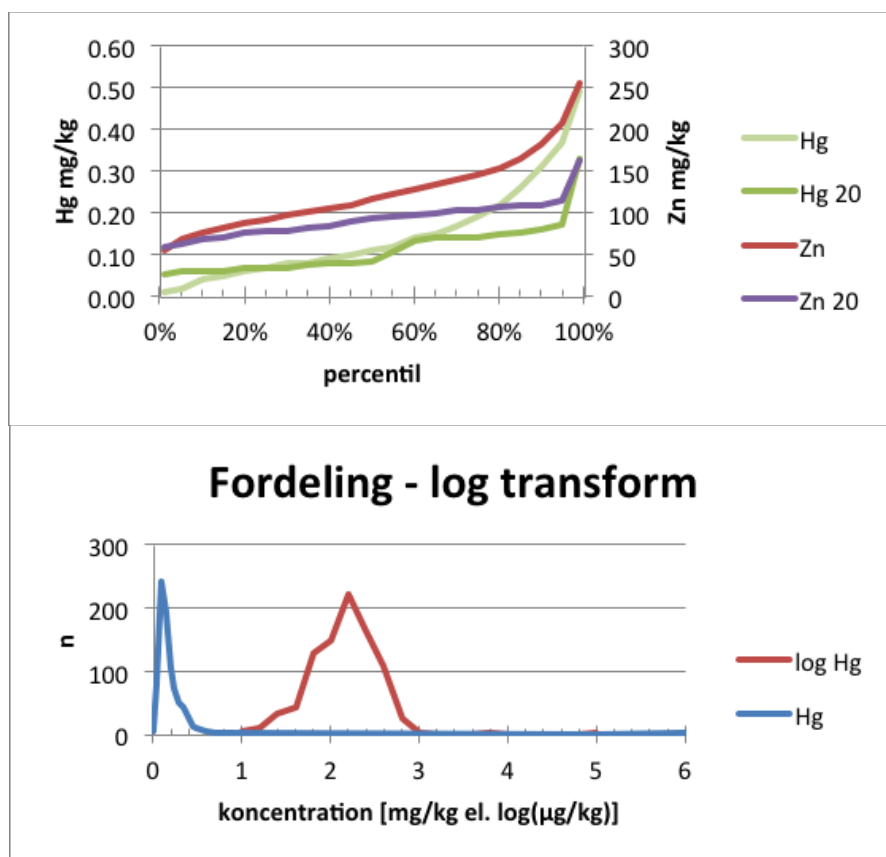 0.60
0.50
0.40
0.30
0.20
0.10
0.00
Hg mg/kg
300
250
200
150
100
50
0
Zn mg/kg
0% 20% 40% 60% 80% 100%
percentil
Hg
Hg 20
Zn
Zn 20
Fordeling - log transform
300
200
100
0
n
0 1 2 3 4 5 6
koncentration [mg/kg el. log(µg/kg)]
log Hg
Hg